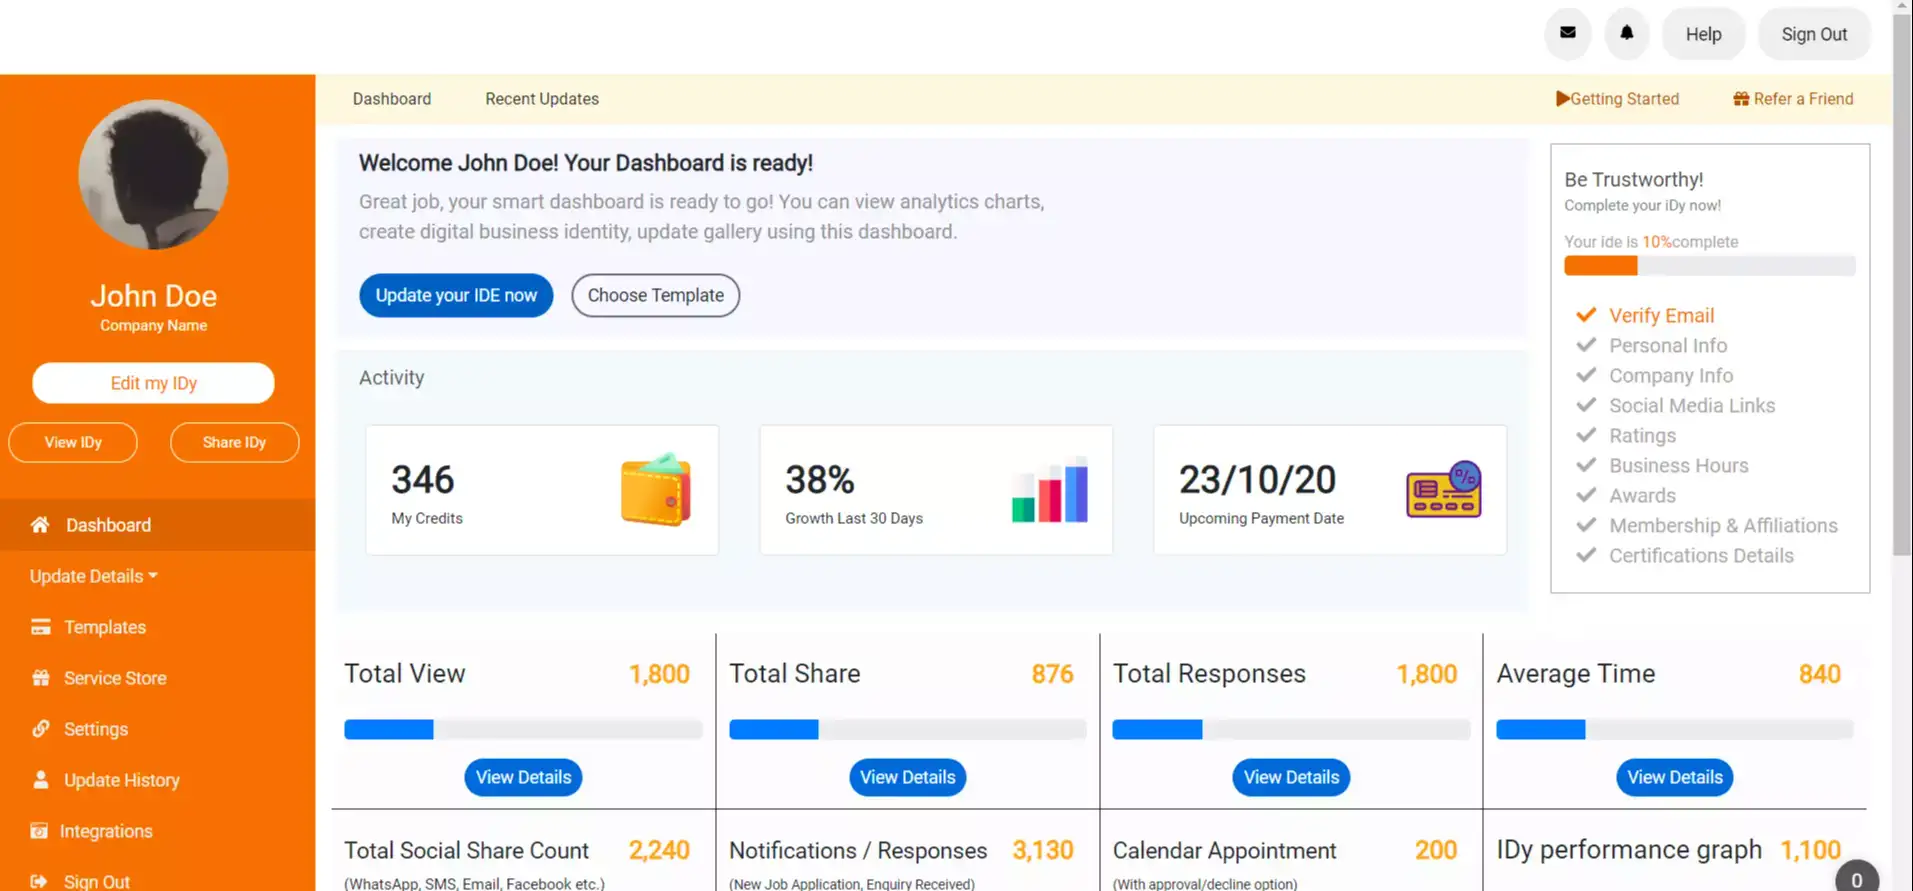 Help
Sign Out
Dashboard
Recent Updates
Getting Started
Refer a Friend
John Doe
Company Name
Edit my IDy
View IDy
Share IDy
Dashboard
Update Details
Templates
Service Store
Settings
Update History
Integrations
Sign Out
Welcome John Doe! Your Dashboard is ready!
Great job, your smart dashboard is ready to go! You can view analytics charts,
create digital business identity, update gallery using this dashboard.
Update your IDE now
Choose Template
Activity
346
My Credits
38%
Growth Last 30 Days
23/10/20
Upcoming Payment Date
Be Trustworthy!
Complete your iDy now!
Your ide is 10%complete
Verify Email
Personal Info
Company Info
Social Media Links
Ratings
Business Hours
Awards
Membership & Affiliations
Certifications Details
Total View 1,800
View Details
Total Share 876
View Details
Total Responses 1,800
View Details
Average Time 840
View Details
Total Social Share Count 2,240
(WhatsApp, SMS, Email, Facebook etc.)
Notifications / Responses 3,130
(New Job Application, Enquiry Received)
Calendar Appointment 200
(With approval/decline option)
IDy performance graph 1,100
0